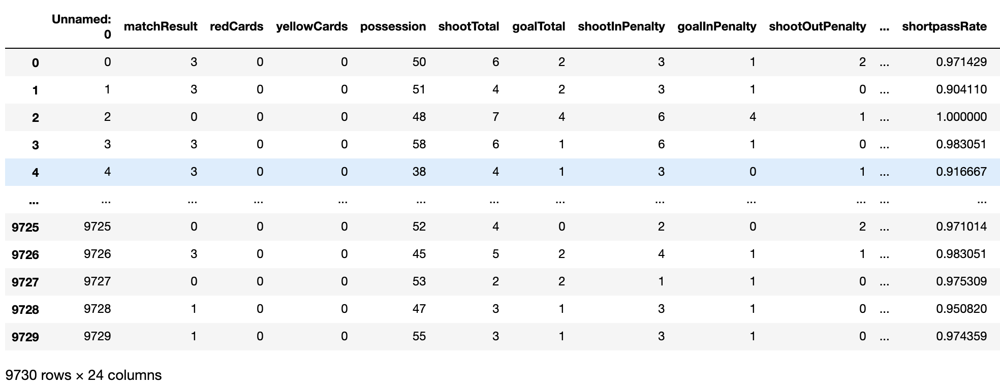 Unnamed: 0 matchResult redCards yellowCards possession shootTotal goalTotal shootInPenalty goalInPenalty shootOutPenalty ... shortpassRate
0 0 3 0 0 50 6 2 3 1 2 ... 0.971429
1 1 3 0 0 51 4 2 3 1 0 ... 0.904110
2 2 0 0 0 48 7 4 6 4 1 ... 1.000000
3 3 3 0 0 58 6 1 6 1 0 ... 0.983051
4 4 3 0 0 38 4 1 3 0 1 ... 0.916667
... ... ... ... ... ... ... ... ... ... ... ... ...
9725 9725 0 0 0 52 4 0 2 0 2 ... 0.971014
9726 9726 3 0 0 45 5 2 4 1 1 ... 0.983051
9727 9727 0 0 0 53 2 2 1 1 0 ... 0.975309
9728 9728 1 0 0 47 3 1 3 1 0 ... 0.950820
9729 9729 1 0 0 55 3 1 3 1 0 ... 0.974359
9730 rows × 24 columns